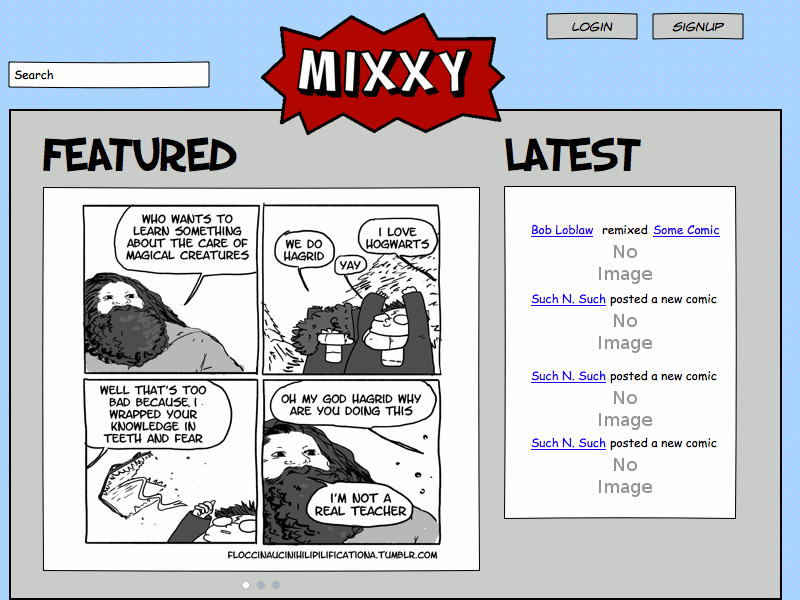 LOGIN
SIGNUP
MIXXY
Search
FEATURED
LATEST
WHO WANTS TO
LEARN SOMETHING
ABOUT THE CARE OF
MAGICAL CREATURES
WE DO
HAGRID
YAY
I LOVE
HOGWARTS
WELL THAT'S TOO
BAD BECAUSE, I
WRAPPED YOUR
KNOWLEDGE IN
TEETH AND FEAR
OH MY GOD HAGRID WHY
ARE YOU DOING THIS
I'M NOT A
REAL TEACHER
FLOCCINAUCINIHILIPILIFICATIONA.TUMBLR.COM
Bob Loblaw remixed Some Comic
No
Image
Such N. Such posted a new comic
No
Image
Such N. Such posted a new comic
No
Image
Such N. Such posted a new comic
No
Image